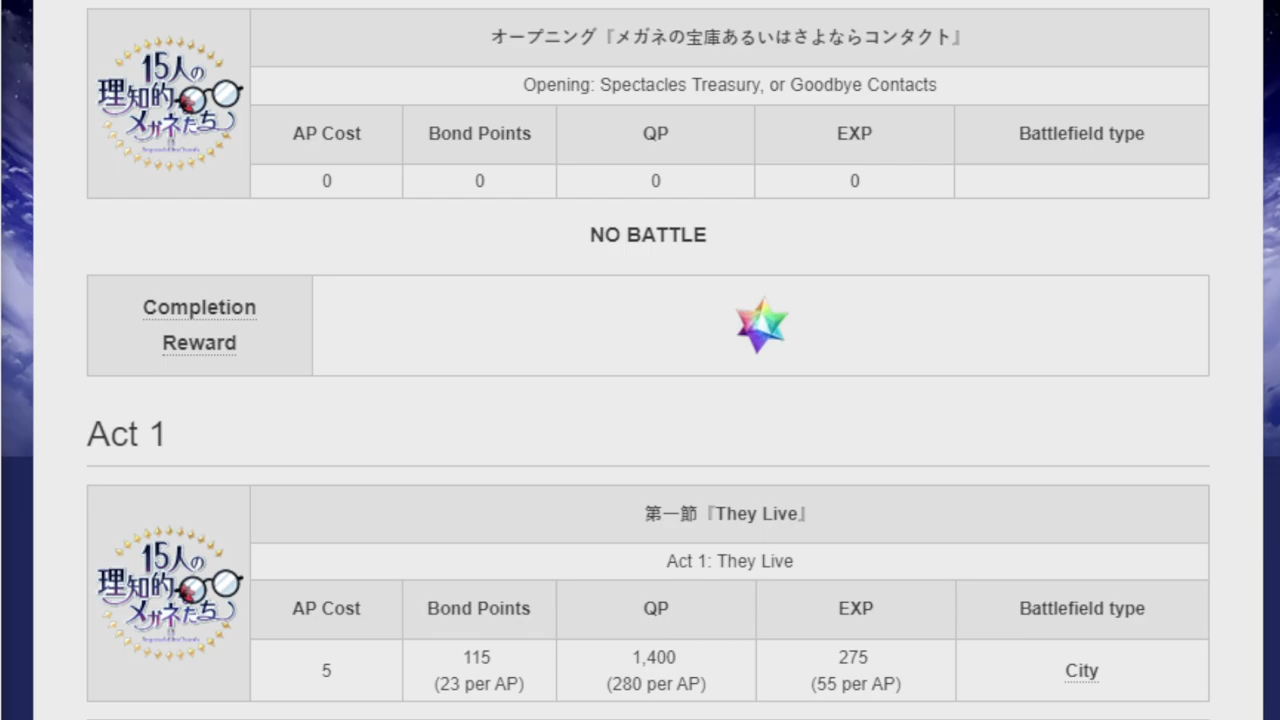 15人の
理知的
メガネたち
オープニング『メガネの宝庫あるいはさよならコンタクト』
Opening: Spectacles Treasury, or Goodbye Contacts
AP Cost Bond Points QP EXP Battlefield type
0 0 0 0
NO BATTLE
Completion
Reward
Act 1
15人の
理知的
メガネたち
第一節『They Live』
Act 1: They Live
AP Cost Bond Points QP EXP Battlefield type
5 115 1,400 275 City
(23 per AP) (280 per AP) (55 per AP)